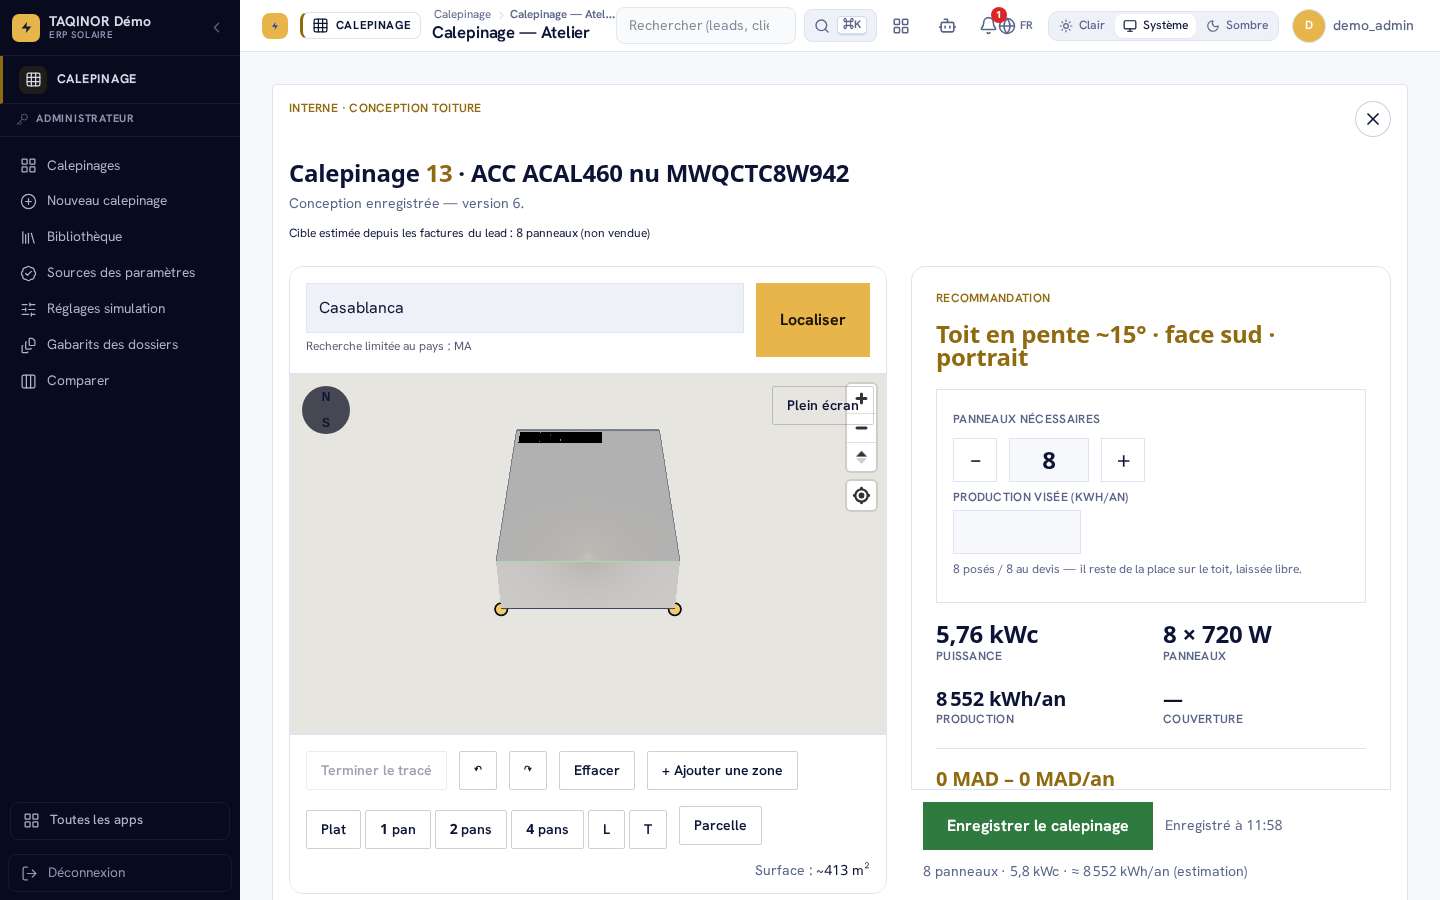 TAQINOR Démo
ERP SOLAIRE
CALEPINAGE
ADMINISTRATEUR
Calepinages
Nouveau calepinage
Bibliothèque
Sources des paramètres
Réglages simulation
Gabarits des dossiers
Comparer
Toutes les apps
Déconnexion
CALEPINAGE
Calepinage > Calepinage — Atel...
Calepinage — Atelier
Rechercher (leads, clie
⌘K
1
FR
Clair
Système
Sombre
D
demo_admin
INTERNE · CONCEPTION TOITURE
Calepinage 13 · ACC ACAL460 nu MWQCTC8W942
Conception enregistrée — version 6.
Cible estimée depuis les factures du lead : 8 panneaux (non vendue)
Casablanca
Localiser
Recherche limitée au pays : MA
N
S
Plein écran
Terminer le tracé
↶
↷
Effacer
+ Ajouter une zone
Plat
1 pan
2 pans
4 pans
L
T
Parcelle
Surface : ~413 m²
RECOMMANDATION
Toit en pente ~15° · face sud ·
portrait
PANNEAUX NÉCESSAIRES
−
8
+
PRODUCTION VISÉE (KWH/AN)
8 posés / 8 au devis — il reste de la place sur le toit, laissée libre.
5,76 kWc
PUISSANCE
8 × 720 W
PANNEAUX
8 552 kWh/an
PRODUCTION
—
COUVERTURE
0 MAD – 0 MAD/an
Enregistrer le calepinage
Enregistré à 11:58
8 panneaux · 5,8 kWc · ≈ 8 552 kWh/an (estimation)